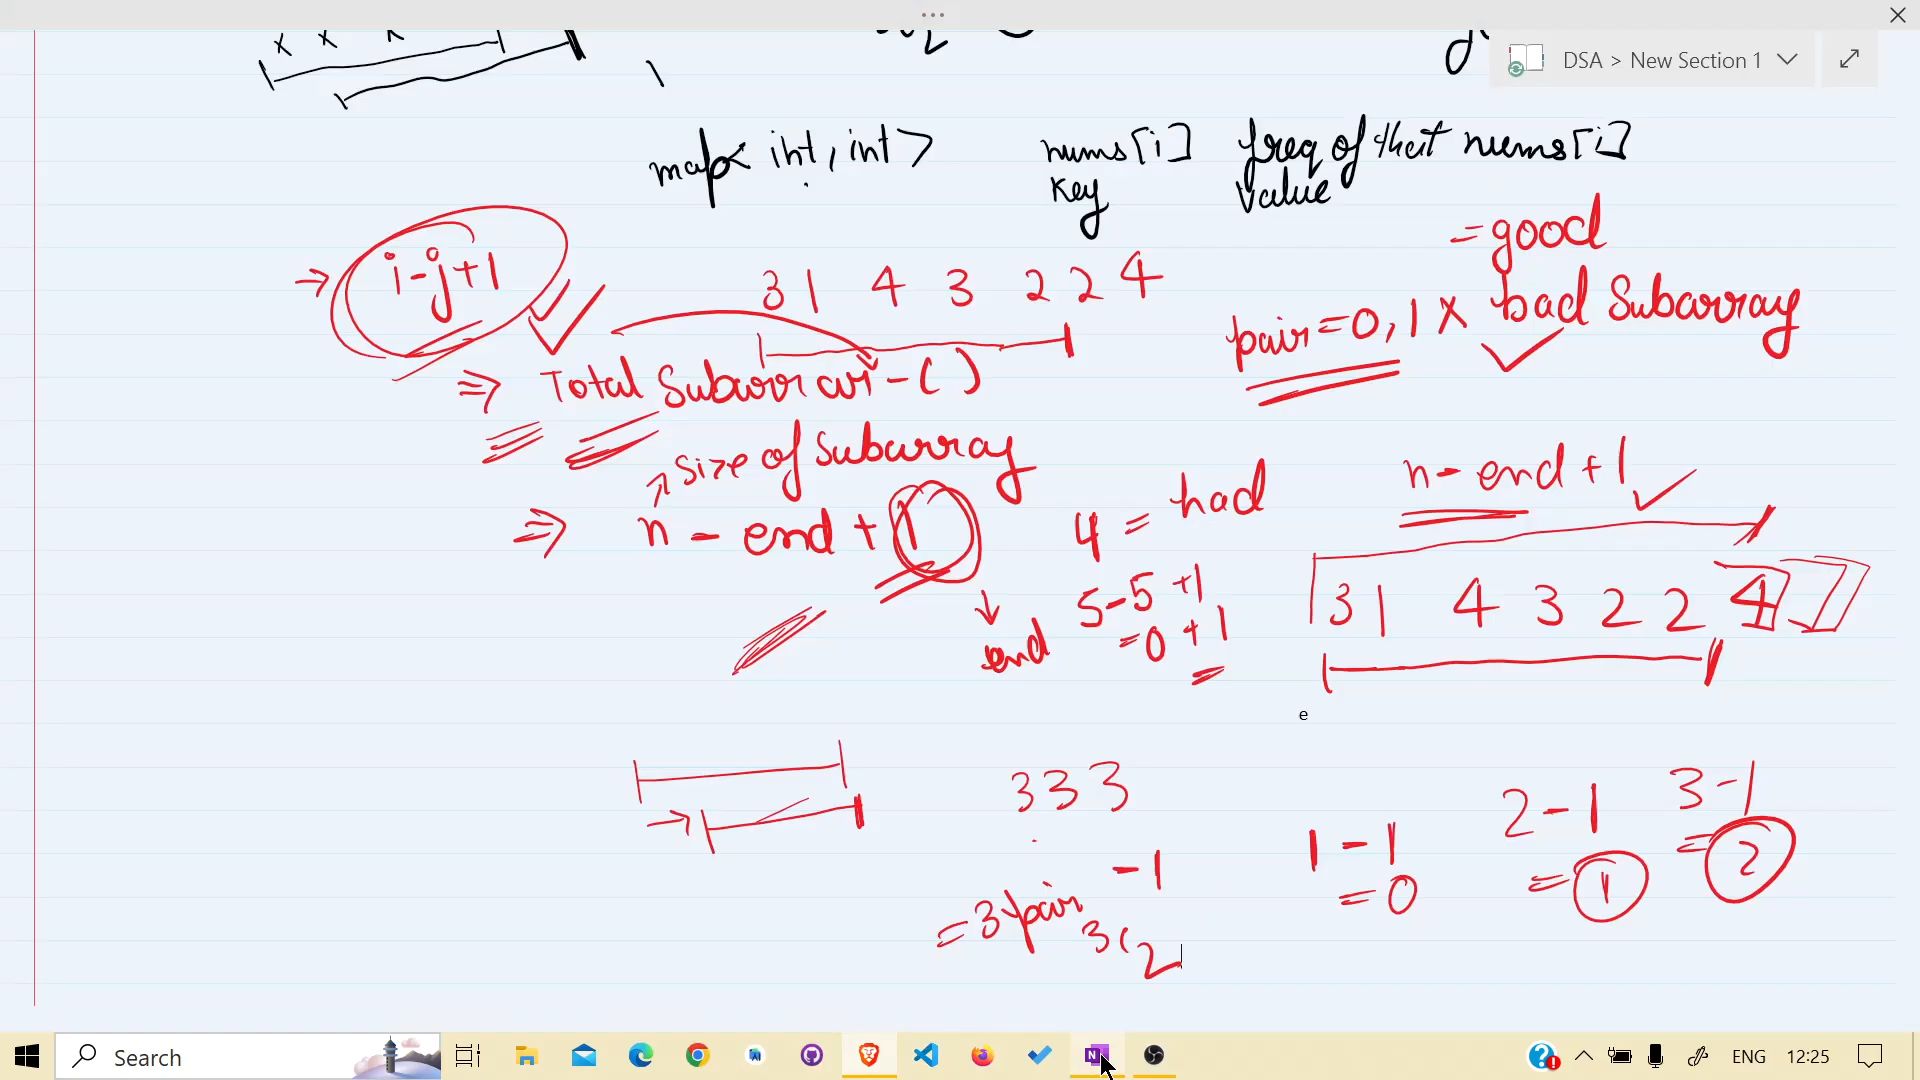 DSA > New Section 1
map< int, int > nums[i] freq of that nums[i]
Key Value
= good
→ i-j+1 3 1 4 3 2 2 4
pair = 0, 1 x bad Subarray
⇒ Total Subarray - ( )
size of Subarray
n - end + 1
⇒ n - end + 1
4 = had
5-5+1
= 0 + 1
end
3 1 4 3 2 2 4
e
3 3 3
2 - 1 3 - 1
1 - 1 = 2
- 1 = 1
= 0
= 3 pair
3C2
Search
ENG 12:25